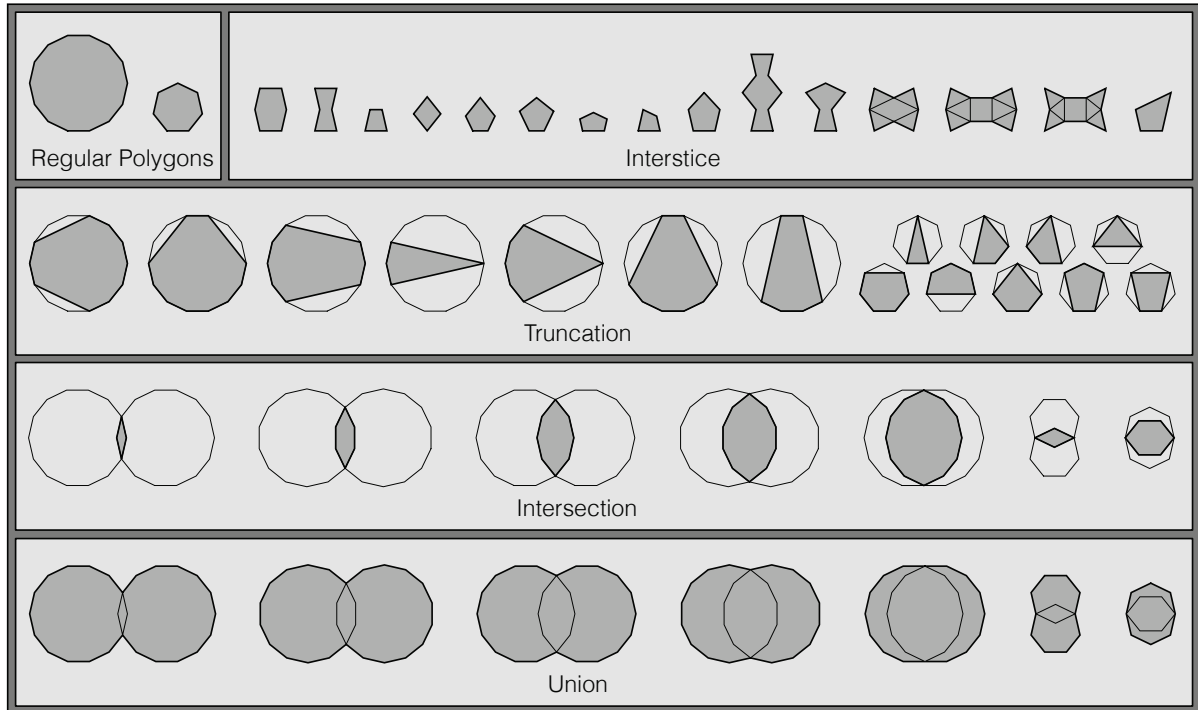 Regular Polygons
Interstice
Truncation
Intersection
Union